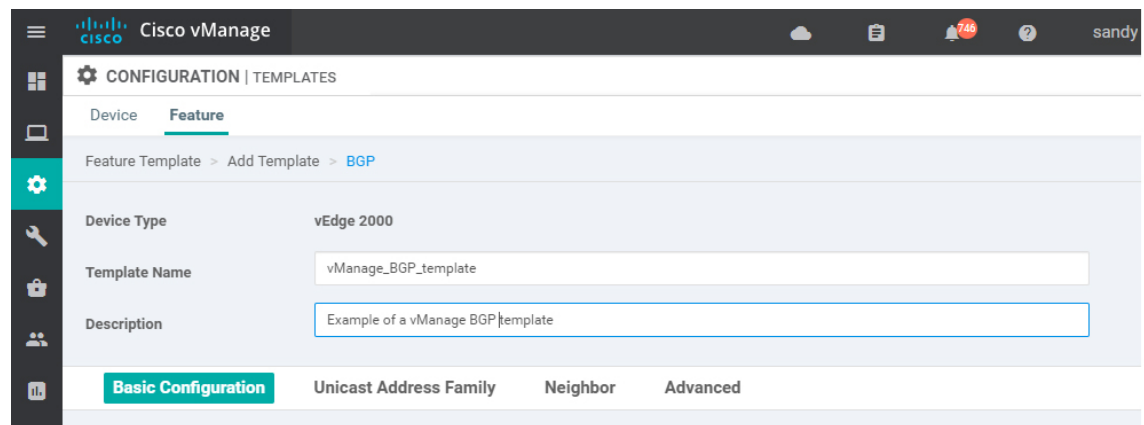 CISCO Cisco vManage 746 ? sandy
CONFIGURATION | TEMPLATES
Device Feature
Feature Template > Add Template > BGP
Device Type vEdge 2000
Template Name vManage_BGP_template
Description Example of a vManage BGP template
Basic Configuration Unicast Address Family Neighbor Advanced